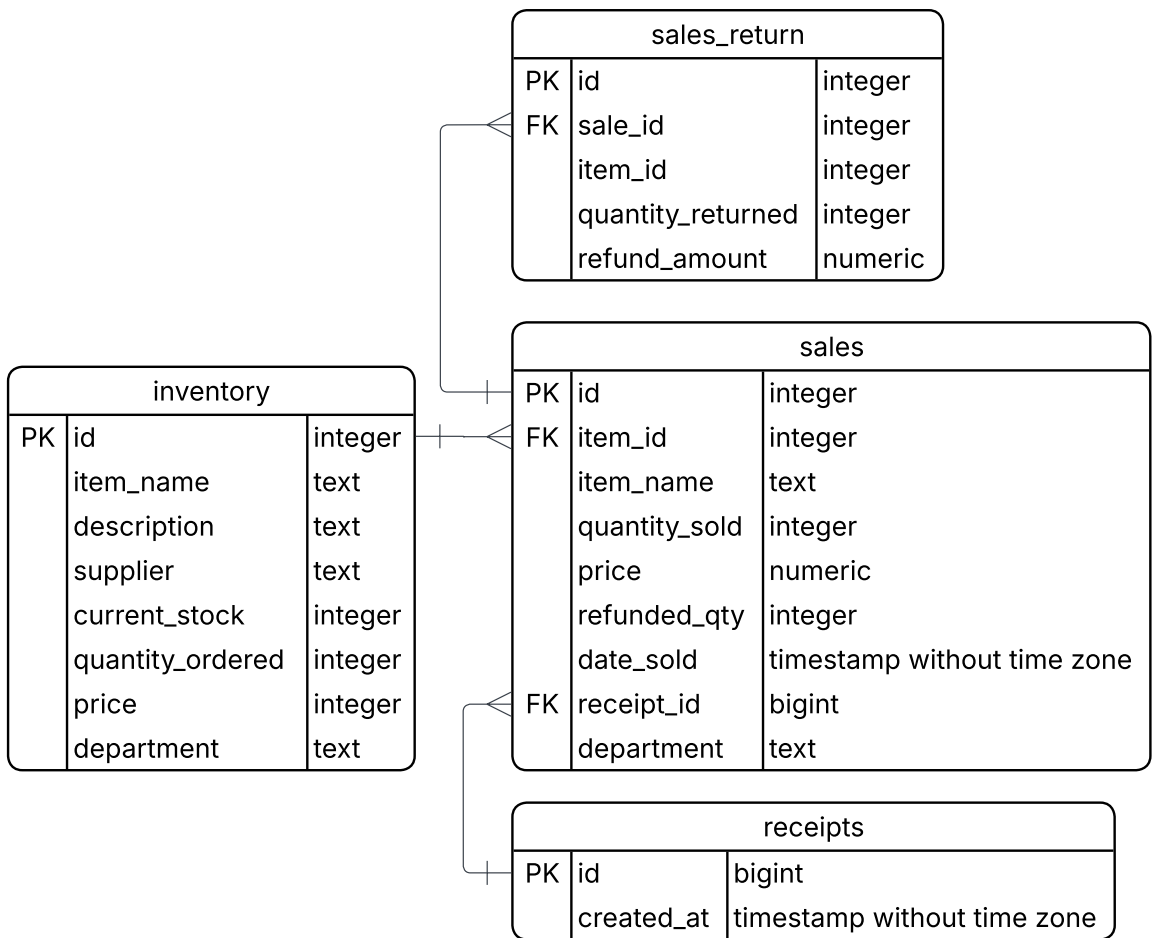 sales_return
PK id integer
FK sale_id integer
item_id integer
quantity_returned integer
refund_amount numeric
sales
PK id integer
FK item_id integer
item_name text
quantity_sold integer
price numeric
refunded_qty integer
date_sold timestamp without time zone
FK receipt_id bigint
department text
inventory
PK id integer
item_name text
description text
supplier text
current_stock integer
quantity_ordered integer
price integer
department text
receipts
PK id bigint
created_at timestamp without time zone